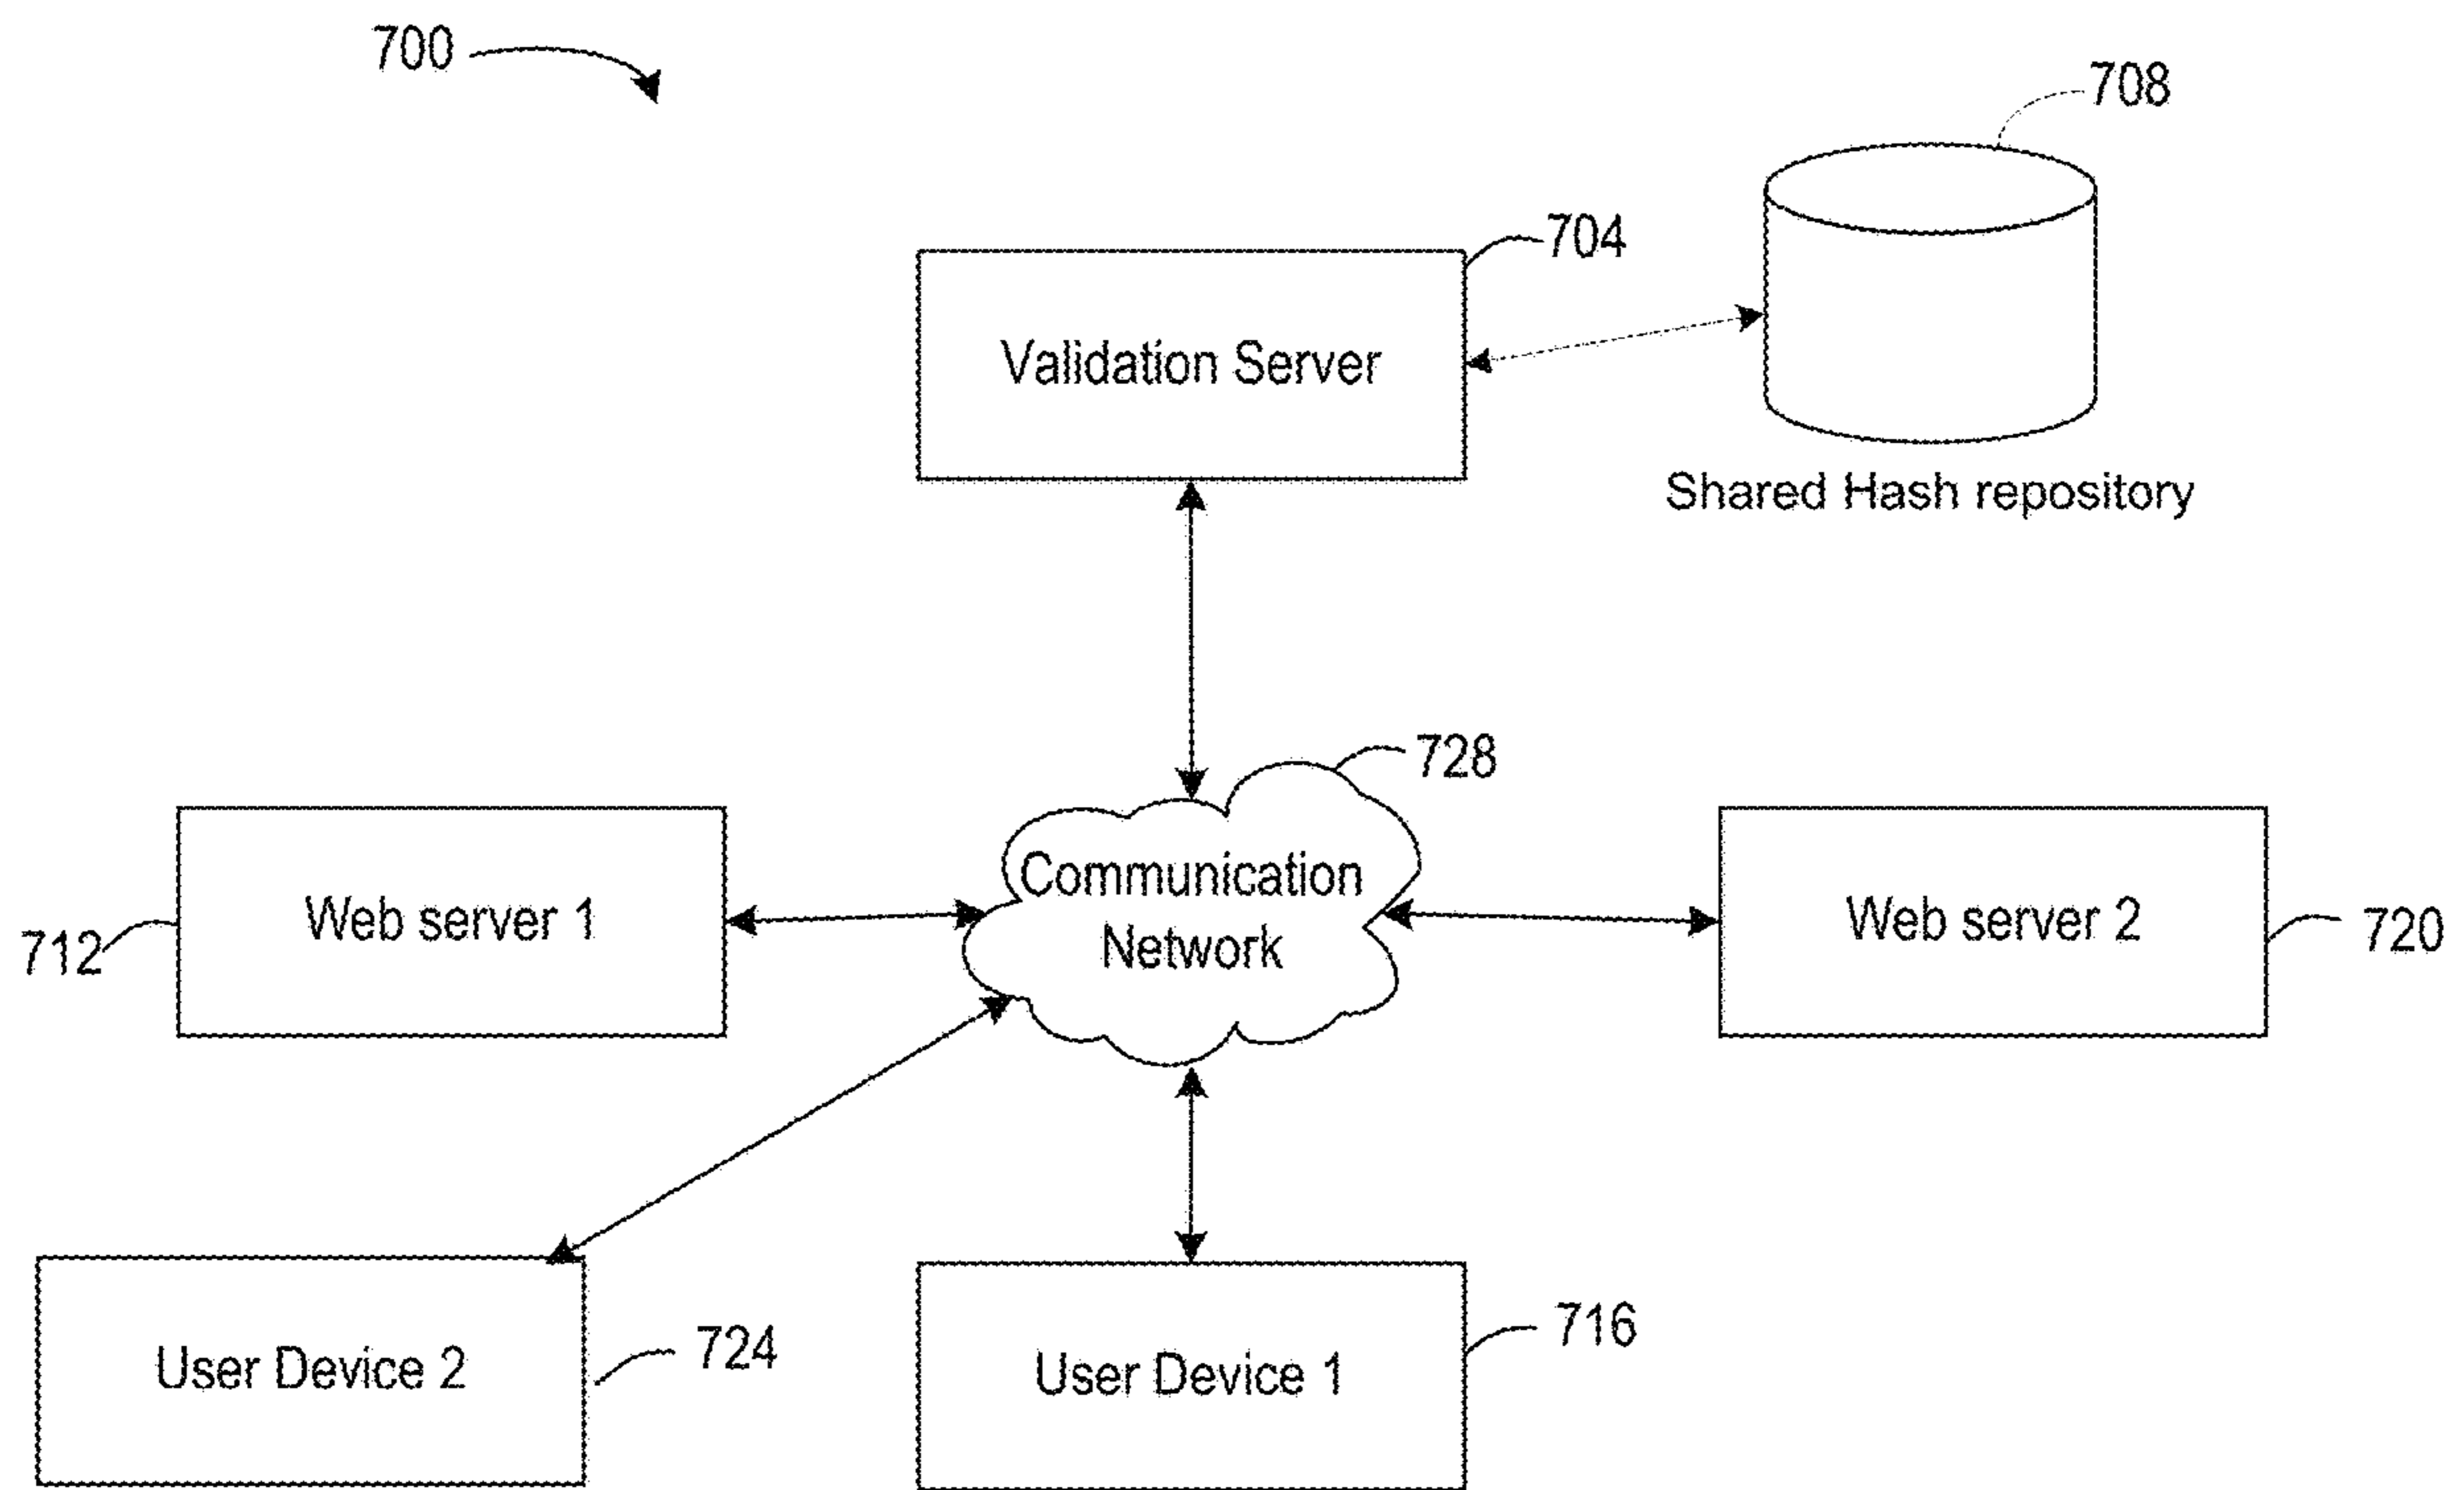 700
708
704
Validation Server
Shared Hash repository
728
Communication
Network
Web server 1
712
Web server 2
720
User Device 2
724
User Device 1
716